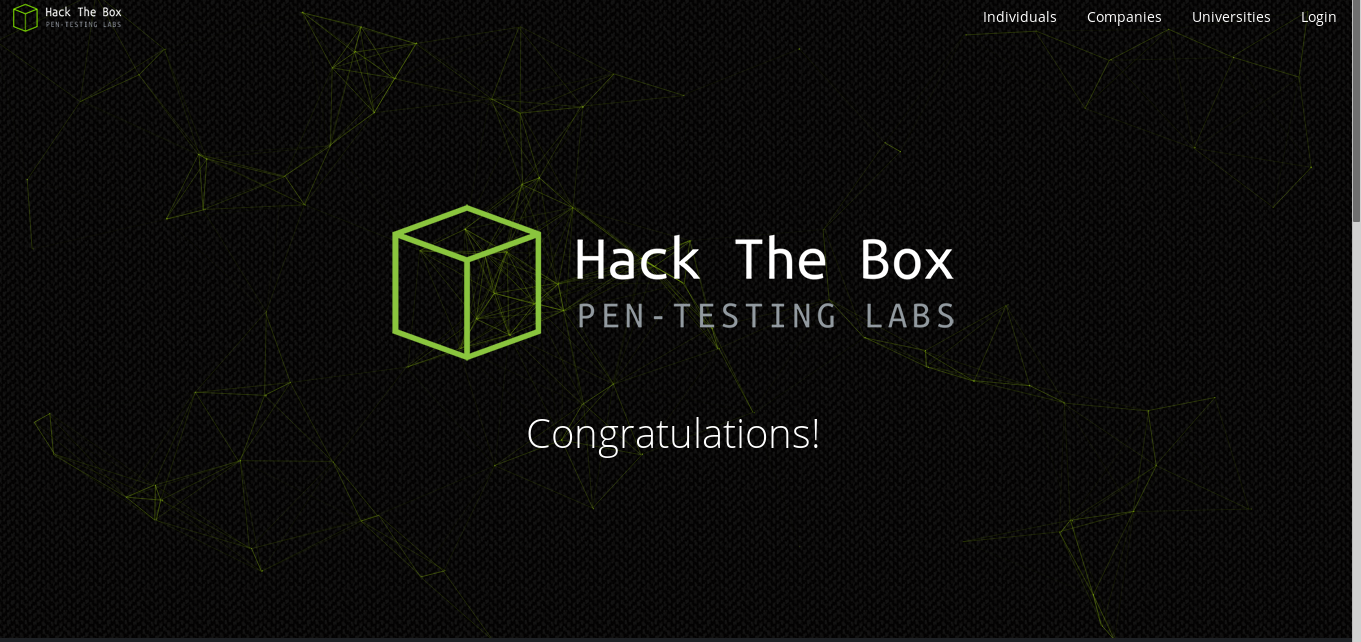 Hack The Box
PEN-TESTING LABS
Individuals Companies Universities Login
Hack The Box
PEN-TESTING LABS
Congratulations!